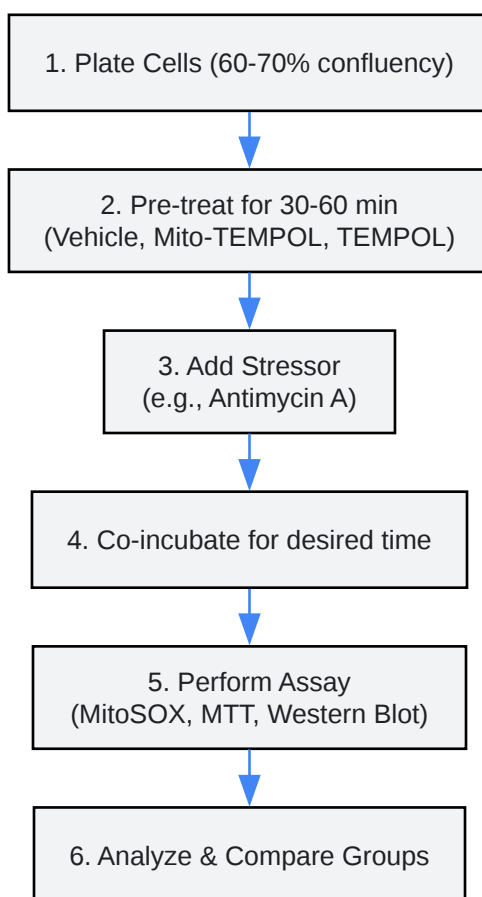 1. Plate Cells (60-70% confluency)
2. Pre-treat for 30-60 min
(Vehicle, Mito-TEMPOL, TEMPOL)
3. Add Stressor
(e.g., Antimycin A)
4. Co-incubate for desired time
5. Perform Assay
(MitoSOX, MTT, Western Blot)
6. Analyze & Compare Groups